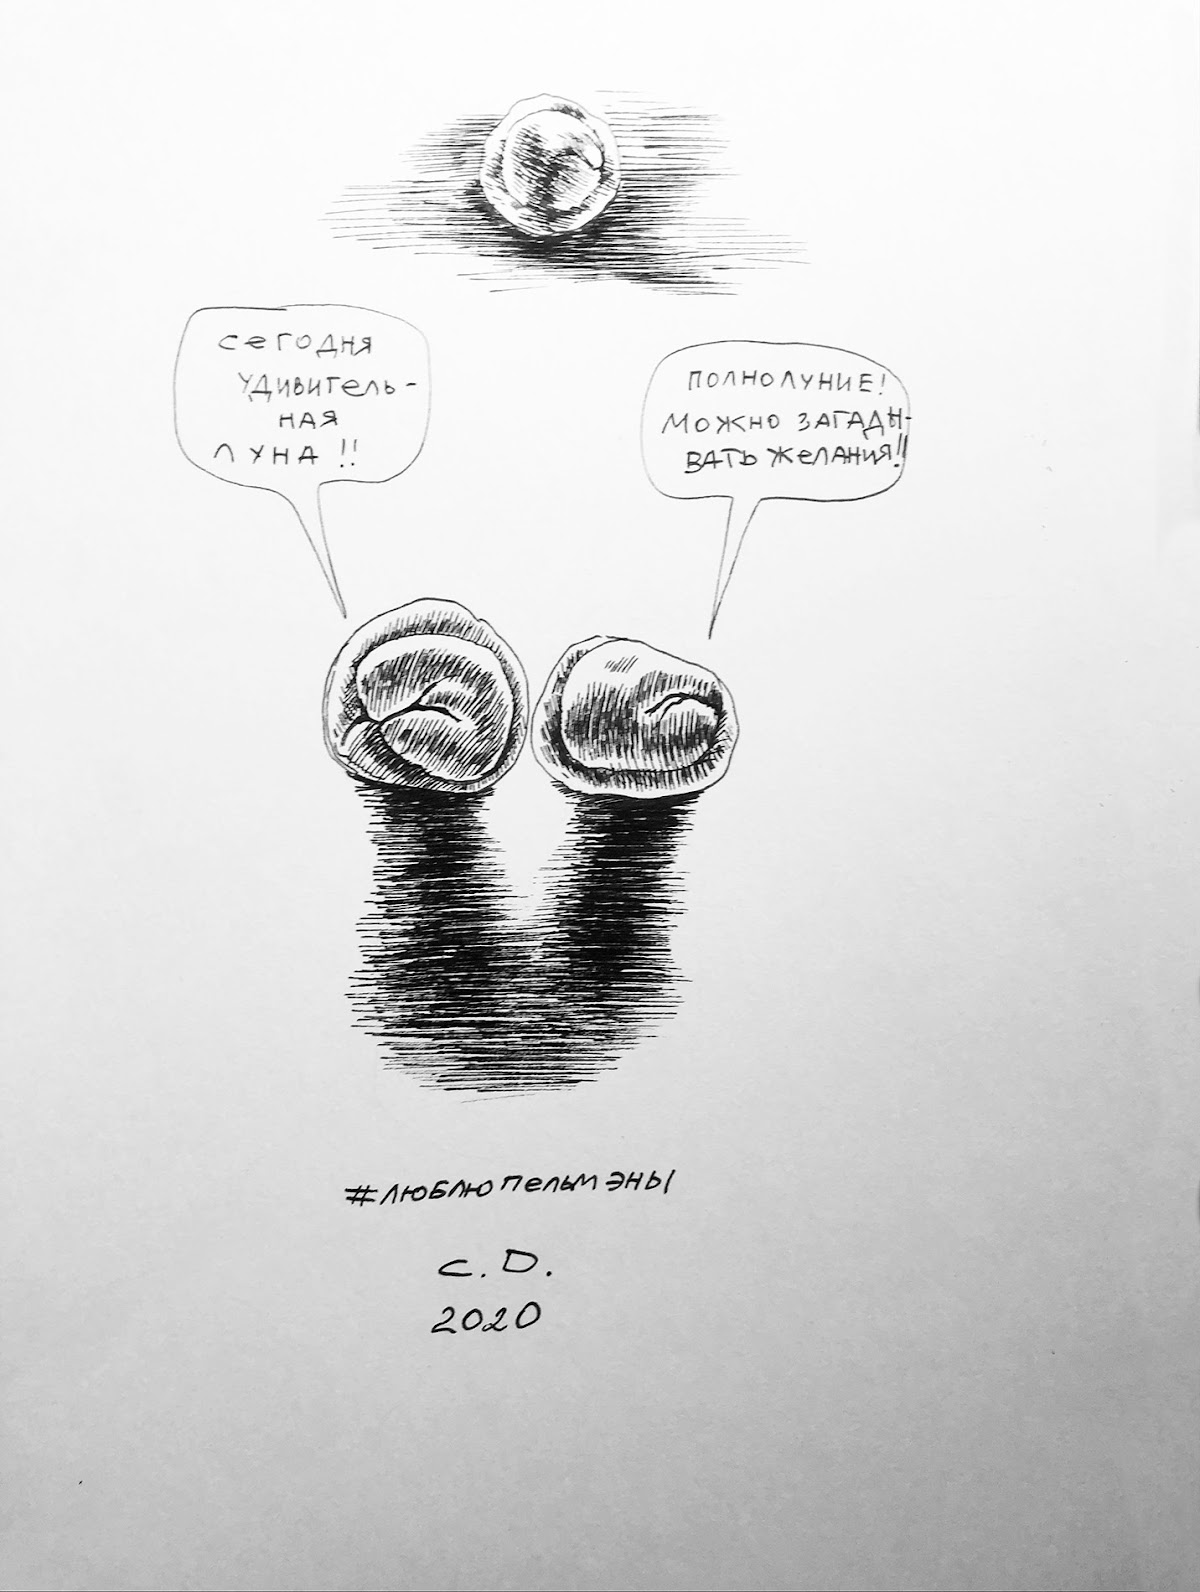 сегодня
удивитель-
ная
луна!!
ПОЛНОЛУНИЕ!
МОЖНО ЗАГАДЫ-
ВАТЬ ЖЕЛАНИЯ!!
#люблюпельмэны
С.D.
2020